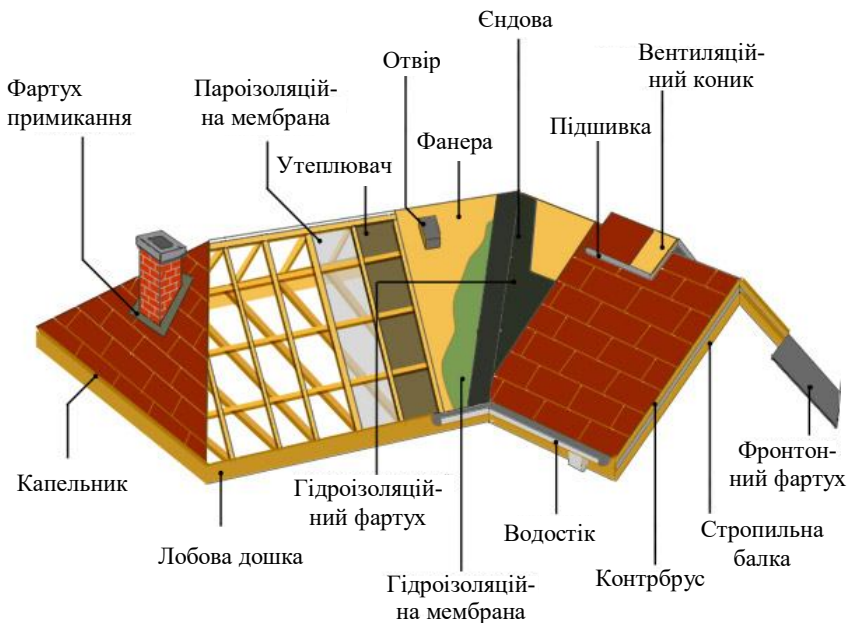 Єндова
Отвір
Вентиляцій-
ний коник
Фартух
примикання
Пароізоляцій-
на мембрана
Підшивка
Фанера
Утеплювач
Капельник
Гідроізоляцій-
ний фартух
Фронтон-
ний фартух
Водостік
Стропильна
балка
Лобова дошка
Контрбрус
Гідроізоляцій-
на мембрана